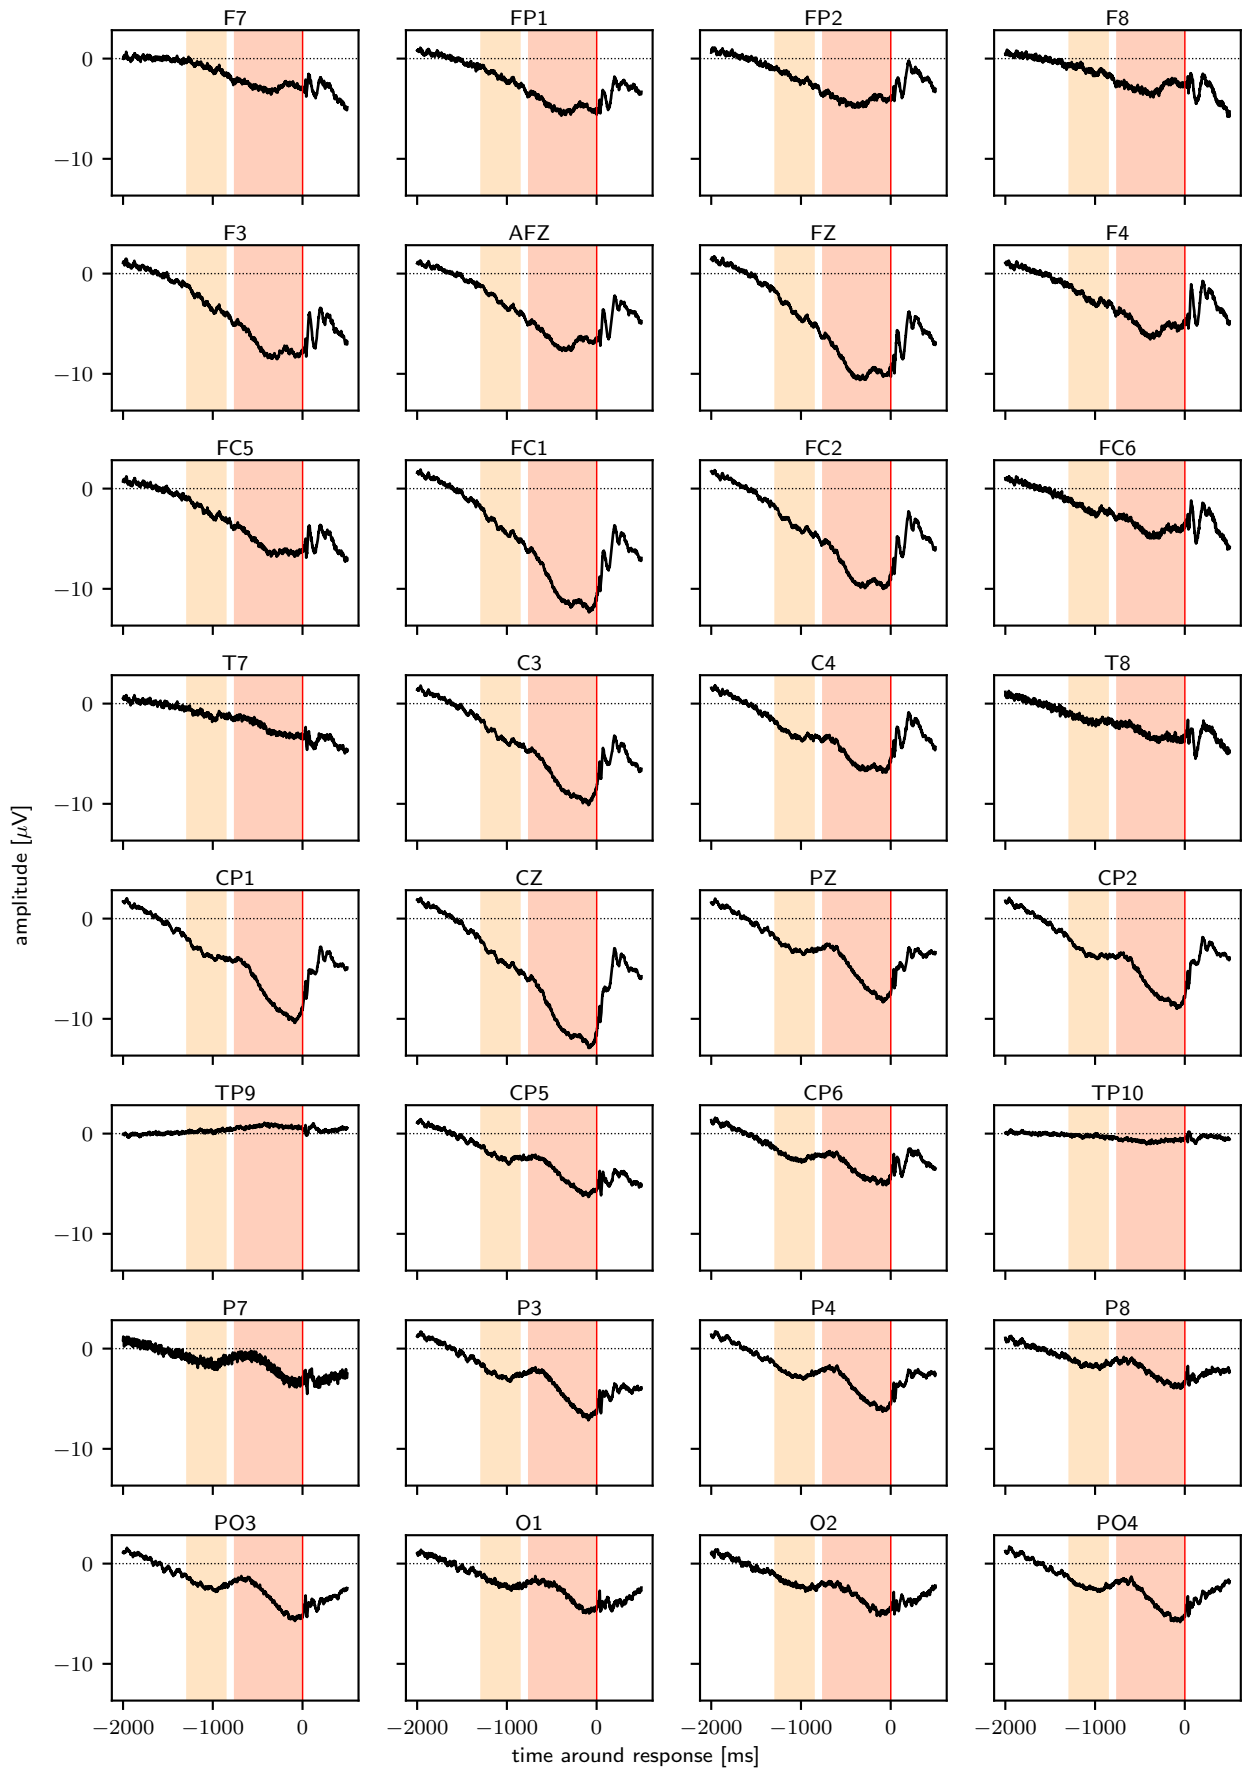 F7 FP1 FP2 F8
0
−10
F3 AFZ FZ F4
0
−10
FC5 FC1 FC2 FC6
0
−10
T7 C3 C4 T8
0
−10
CP1 CZ PZ CP2
0
−10
TP9 CP5 CP6 TP10
0
−10
P7 P3 P4 P8
0
−10
PO3 O1 O2 PO4
0
−10
−2000 −1000 0 −2000 −1000 0 −2000 −1000 0 −2000 −1000 0
time around response [ms]
amplitude [μV]